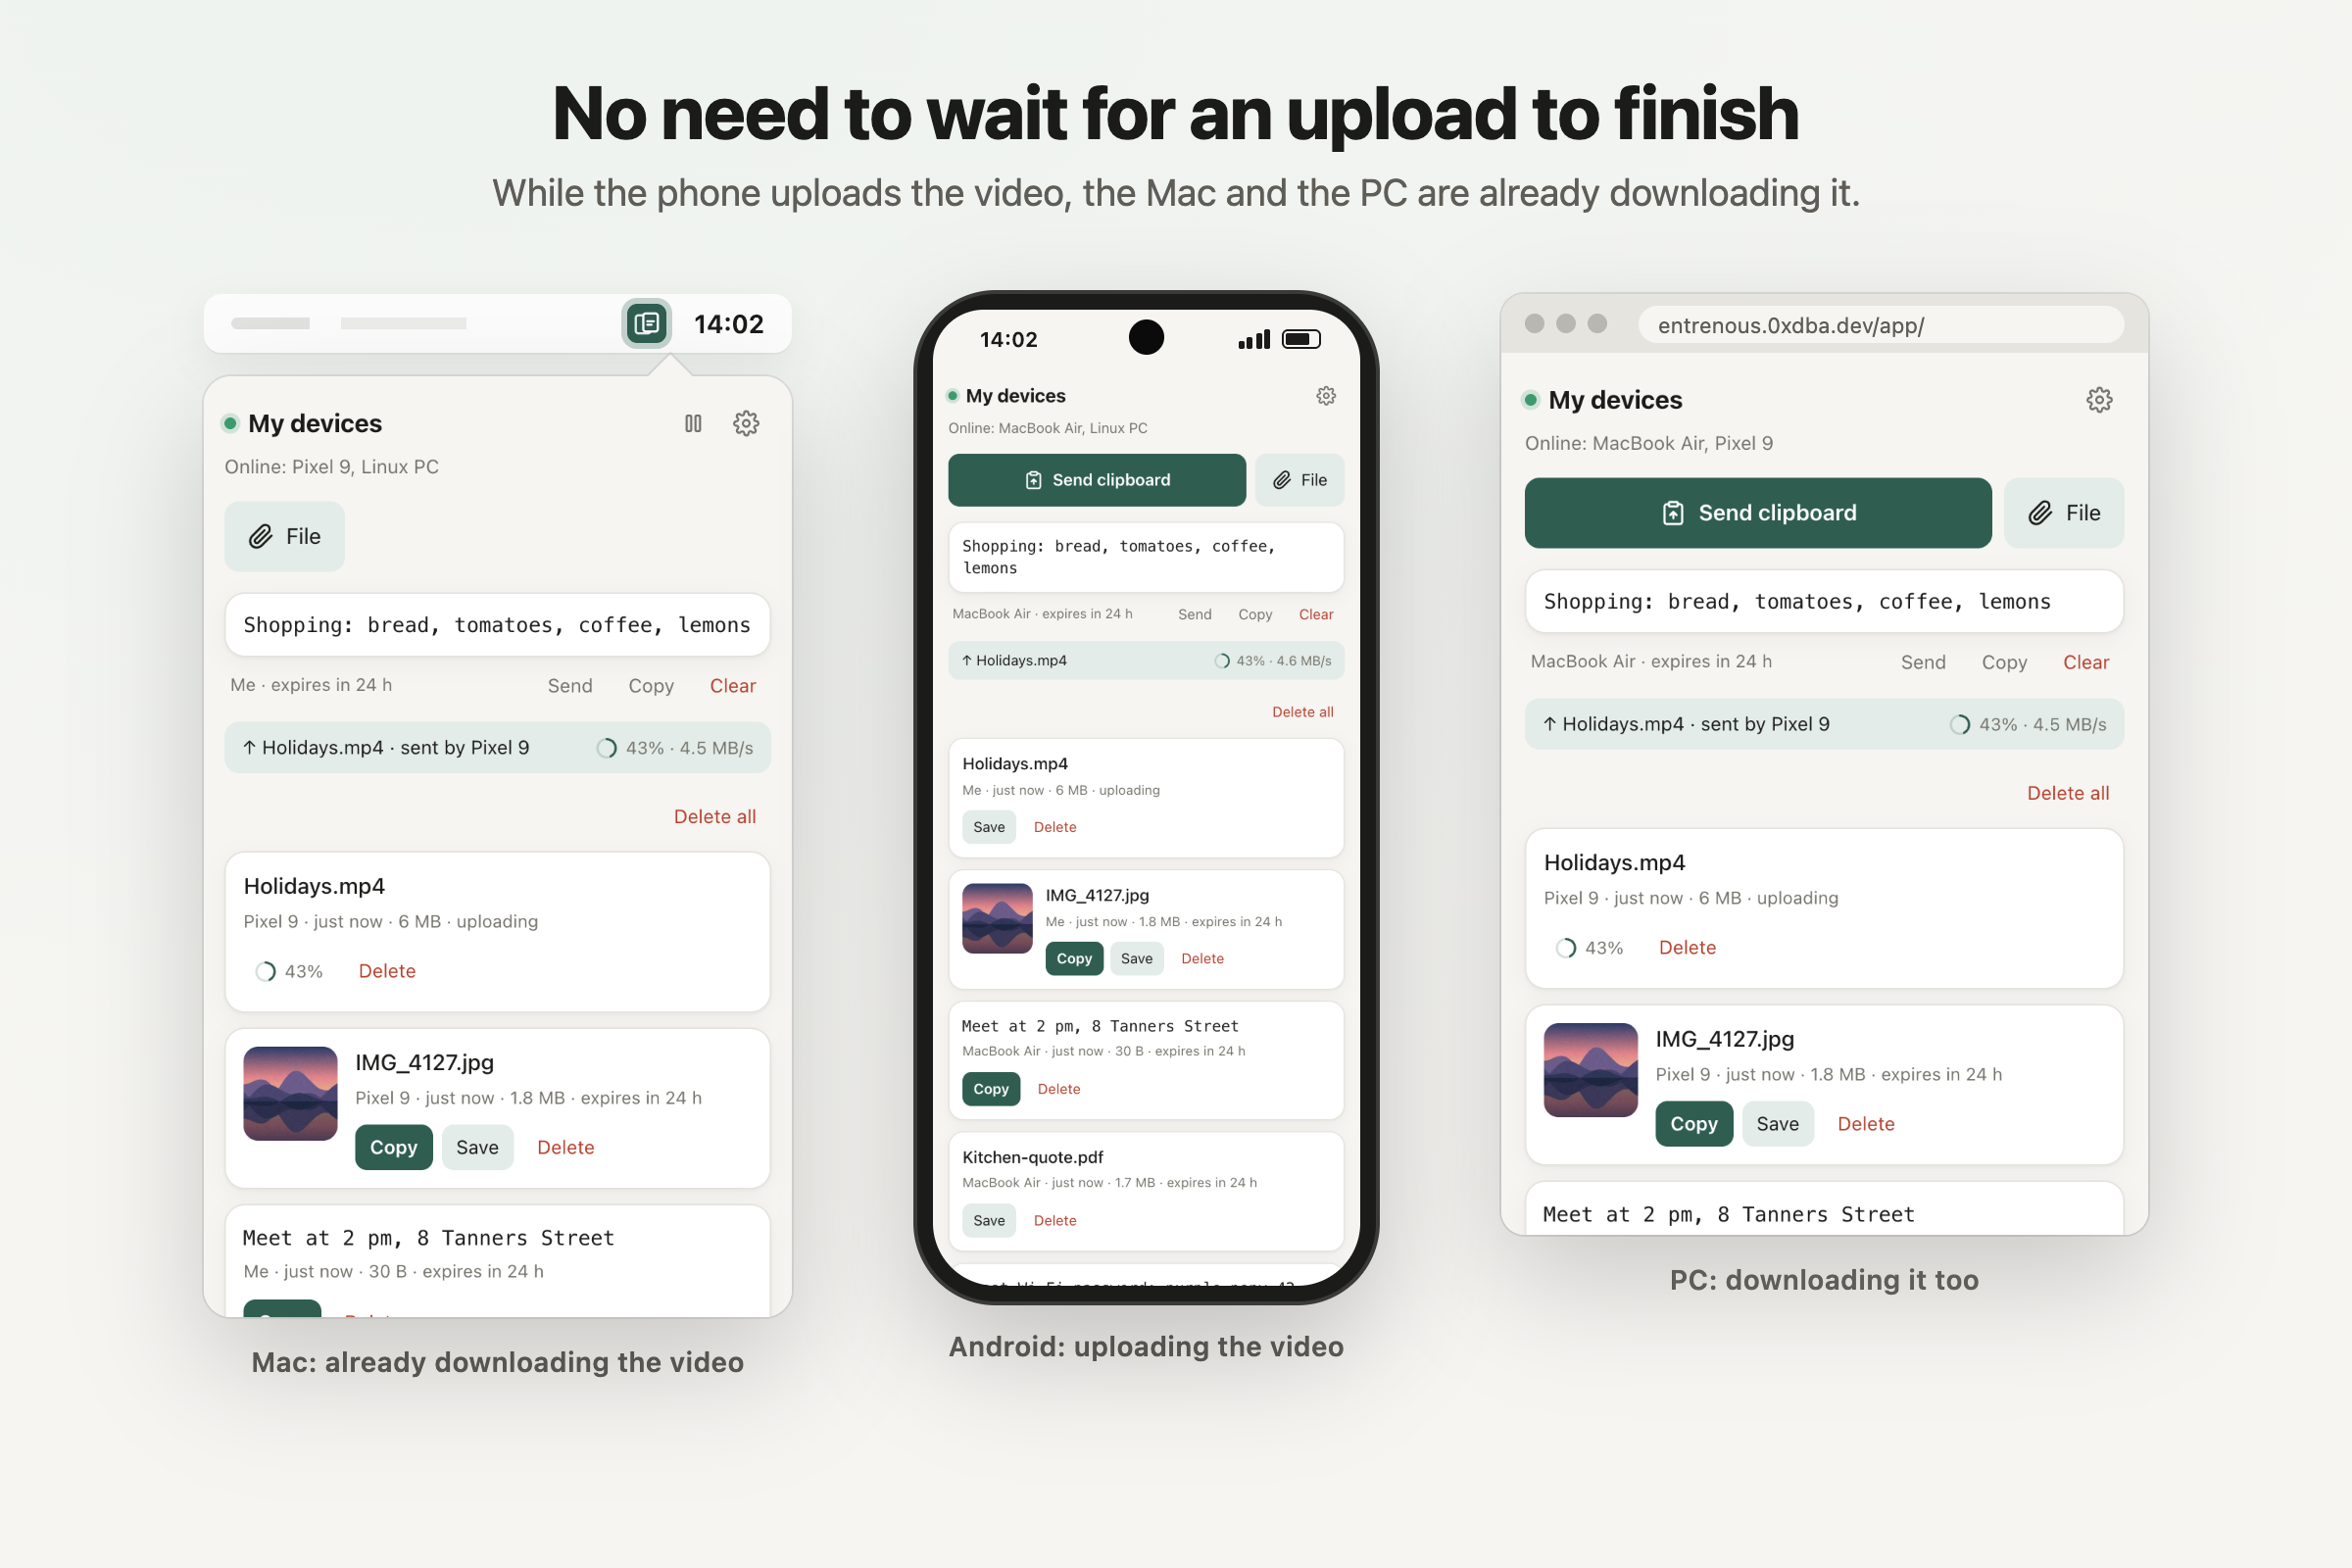 No need to wait for an upload to finish
While the phone uploads the video, the Mac and the PC are already downloading it.
14:02
My devices
Online: Pixel 9, Linux PC
File
Shopping: bread, tomatoes, coffee, lemons
Me · expires in 24 h Send Copy Clear
↑ Holidays.mp4 · sent by Pixel 9 43% · 4.5 MB/s
Delete all
Holidays.mp4
Pixel 9 · just now · 6 MB · uploading
43% Delete
IMG_4127.jpg
Pixel 9 · just now · 1.8 MB · expires in 24 h
Copy Save Delete
Meet at 2 pm, 8 Tanners Street
Me · just now · 30 B · expires in 24 h
Mac: already downloading the video
14:02
My devices
Online: MacBook Air, Linux PC
Send clipboard File
Shopping: bread, tomatoes, coffee,
lemons
MacBook Air · expires in 24 h Send Copy Clear
↑ Holidays.mp4 43% · 4.6 MB/s
Delete all
Holidays.mp4
Me · just now · 6 MB · uploading
Save Delete
IMG_4127.jpg
Me · just now · 1.8 MB · expires in 24 h
Copy Save Delete
Meet at 2 pm, 8 Tanners Street
MacBook Air · just now · 30 B · expires in 24 h
Copy Delete
Kitchen-quote.pdf
MacBook Air · just now · 1.7 MB · expires in 24 h
Save Delete
Android: uploading the video
entrenous.0xdba.dev/app/
My devices
Online: MacBook Air, Pixel 9
Send clipboard File
Shopping: bread, tomatoes, coffee, lemons
MacBook Air · expires in 24 h Send Copy Clear
↑ Holidays.mp4 · sent by Pixel 9 43% · 4.5 MB/s
Delete all
Holidays.mp4
Pixel 9 · just now · 6 MB · uploading
43% Delete
IMG_4127.jpg
Pixel 9 · just now · 1.8 MB · expires in 24 h
Copy Save Delete
Meet at 2 pm, 8 Tanners Street
PC: downloading it too